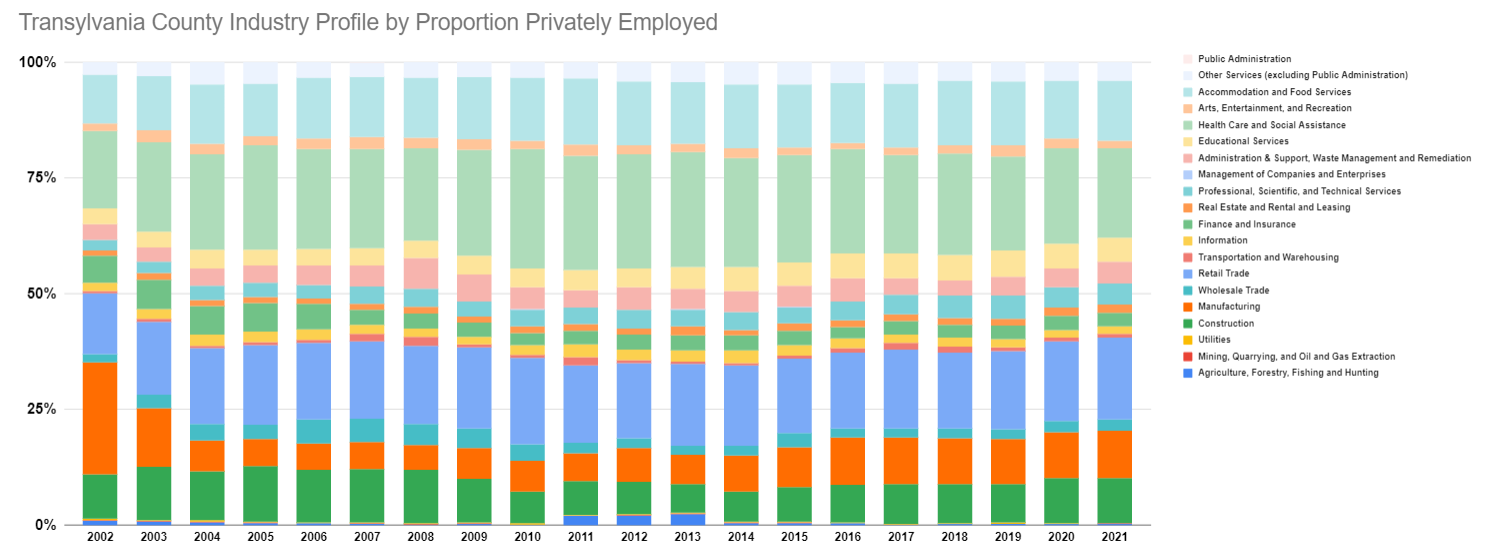 Transylvania County Industry Profile by Proportion Privately Employed
100%
75%
50%
25%
0%
2002 2003 2004 2005 2006 2007 2008 2009 2010 2011 2012 2013 2014 2015 2016 2017 2018 2019 2020 2021
Public Administration
Other Services (excluding Public Administration)
Accommodation and Food Services
Arts, Entertainment, and Recreation
Health Care and Social Assistance
Educational Services
Administration & Support, Waste Management and Remediation
Management of Companies and Enterprises
Professional, Scientific, and Technical Services
Real Estate and Rental and Leasing
Finance and Insurance
Information
Transportation and Warehousing
Retail Trade
Wholesale Trade
Manufacturing
Construction
Utilities
Mining, Quarrying, and Oil and Gas Extraction
Agriculture, Forestry, Fishing and Hunting